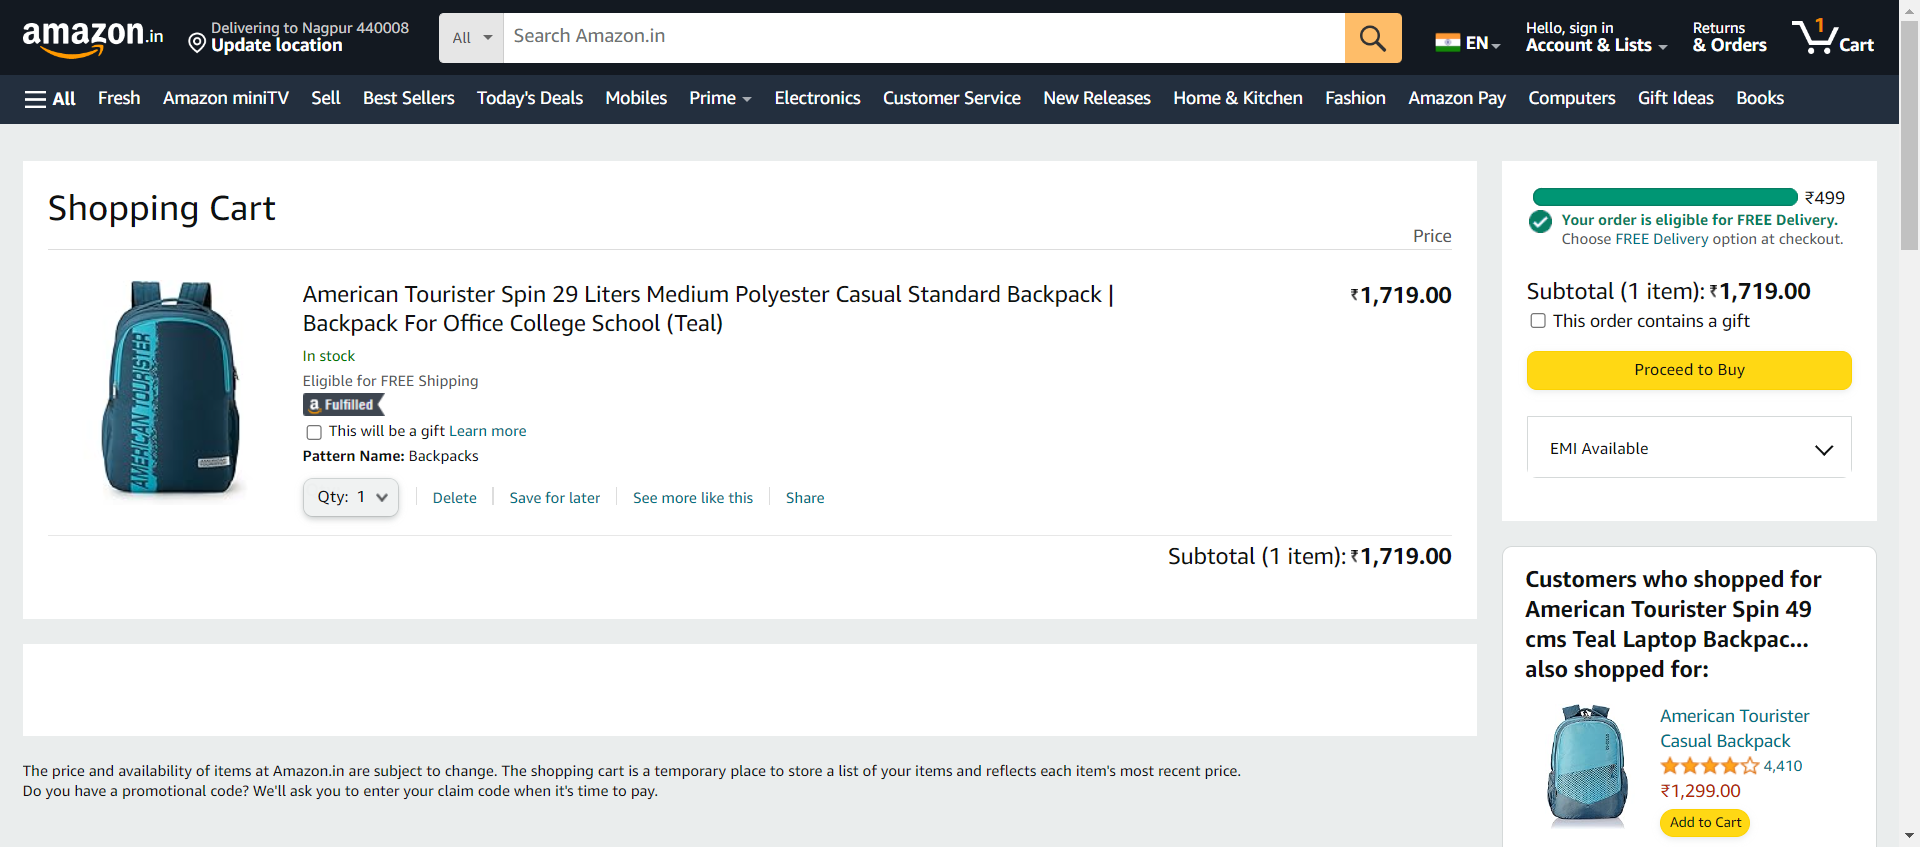 amazon.in
Delivering to Nagpur 440008
Update location
All
Search Amazon.in
EN
Hello, sign in
Account & Lists
Returns
& Orders
1
Cart
All
Fresh
Amazon miniTV
Sell
Best Sellers
Today's Deals
Mobiles
Prime
Electronics
Customer Service
New Releases
Home & Kitchen
Fashion
Amazon Pay
Computers
Gift Ideas
Books
Shopping Cart
Price
AMERICAN TOURISTER
American Tourister Spin 29 Liters Medium Polyester Casual Standard Backpack |
Backpack For Office College School (Teal)
₹1,719.00
In stock
Eligible for FREE Shipping
a Fulfilled
This will be a gift Learn more
Pattern Name: Backpacks
Qty: 1
Delete
Save for later
See more like this
Share
Subtotal (1 item): ₹1,719.00
₹499
Your order is eligible for FREE Delivery.
Choose FREE Delivery option at checkout.
Subtotal (1 item): ₹1,719.00
This order contains a gift
Proceed to Buy
EMI Available
Customers who shopped for
American Tourister Spin 49
cms Teal Laptop Backpac...
also shopped for:
American Tourister
Casual Backpack
4,410
₹1,299.00
Add to Cart
The price and availability of items at Amazon.in are subject to change. The shopping cart is a temporary place to store a list of your items and reflects each item's most recent price.
Do you have a promotional code? We'll ask you to enter your claim code when it's time to pay.